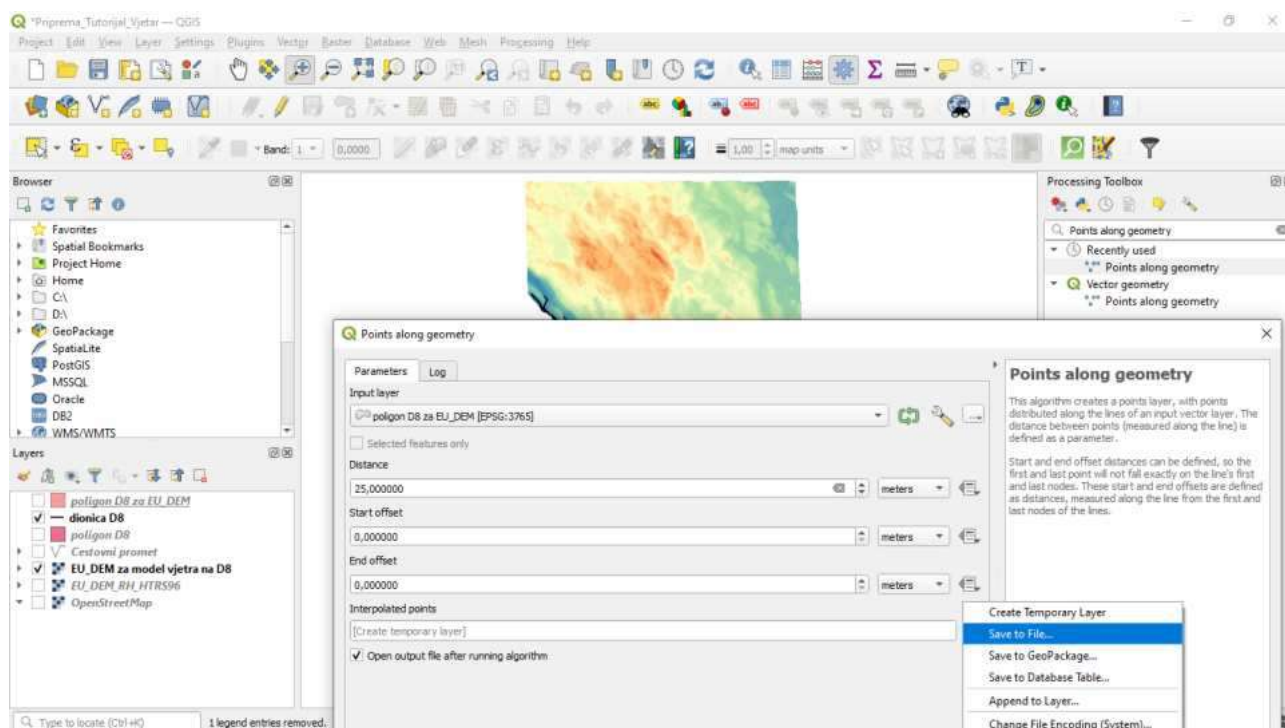 *Priprema_Tutorijal_Vjetar — QGIS
Project Edit View Layer Settings Plugins Vector Raster Database Web Mesh Processing Help
Band: 1 0,0000 1,00 map units
Browser
Favorites
Spatial Bookmarks
Project Home
Home
C:\
D:\
GeoPackage
SpatiaLite
PostGIS
MSSQL
Oracle
DB2
WMS/WMTS
Layers
poligon D8 za EU_DEM
dionica D8
poligon D8
Cestovni promet
EU_DEM za model vjetra na D8
EU_DEM_RH_HTRS96
OpenStreetMap
Type to locate (Ctrl+K) 1 legend entries removed.
Processing Toolbox
Points along geometry
Recently used
Points along geometry
Vector geometry
Points along geometry
Points along geometry
Parameters Log
Input layer
poligon D8 za EU_DEM [EPSG:3765]
Selected features only
Distance
25,000000 meters
Start offset
0,000000 meters
End offset
0,000000 meters
Interpolated points
[Create temporary layer]
Open output file after running algorithm
Points along geometry
This algorithm creates a points layer, with points
distributed along the lines of an input vector layer. The
distance between points (measured along the line) is
defined as a parameter.
Start and end offset distances can be defined, so the
first and last point will not fall exactly on the line's first
and last nodes. These start and end offsets are defined
as distances, measured along the line from the first and
last nodes of the lines.
Create Temporary Layer
Save to File...
Save to GeoPackage...
Save to Database Table...
Append to Layer...
Change File Encoding (System)...